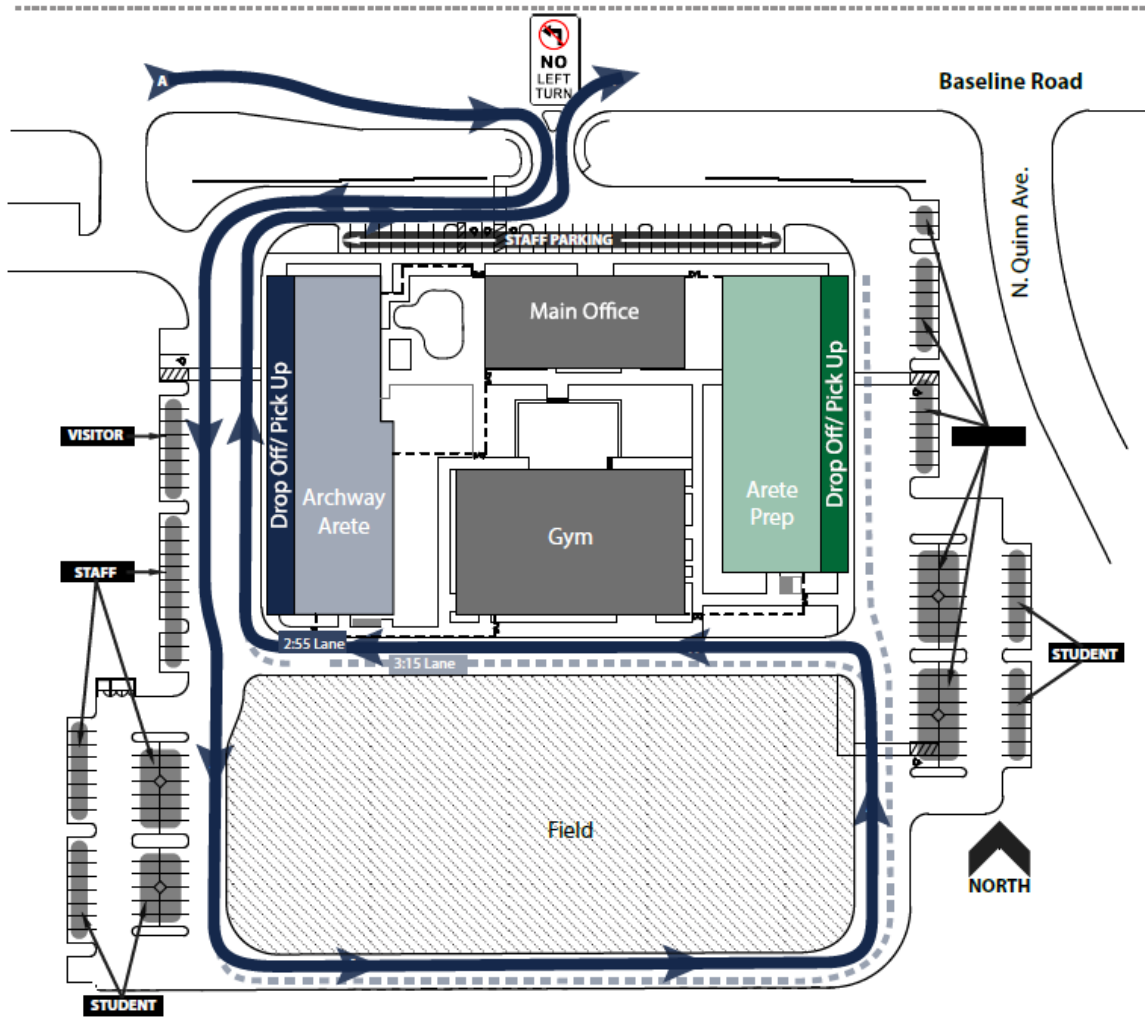 NO
LEFT
TURN
A
Baseline Road
N. Quinn Ave.
STAFF PARKING
Main Office
Drop Off/ Pick Up
Archway
Arete
Gym
Arete
Prep
Drop Off/ Pick Up
VISITOR
STAFF
2:55 Lane
3:15 Lane
STUDENT
Field
NORTH
STUDENT